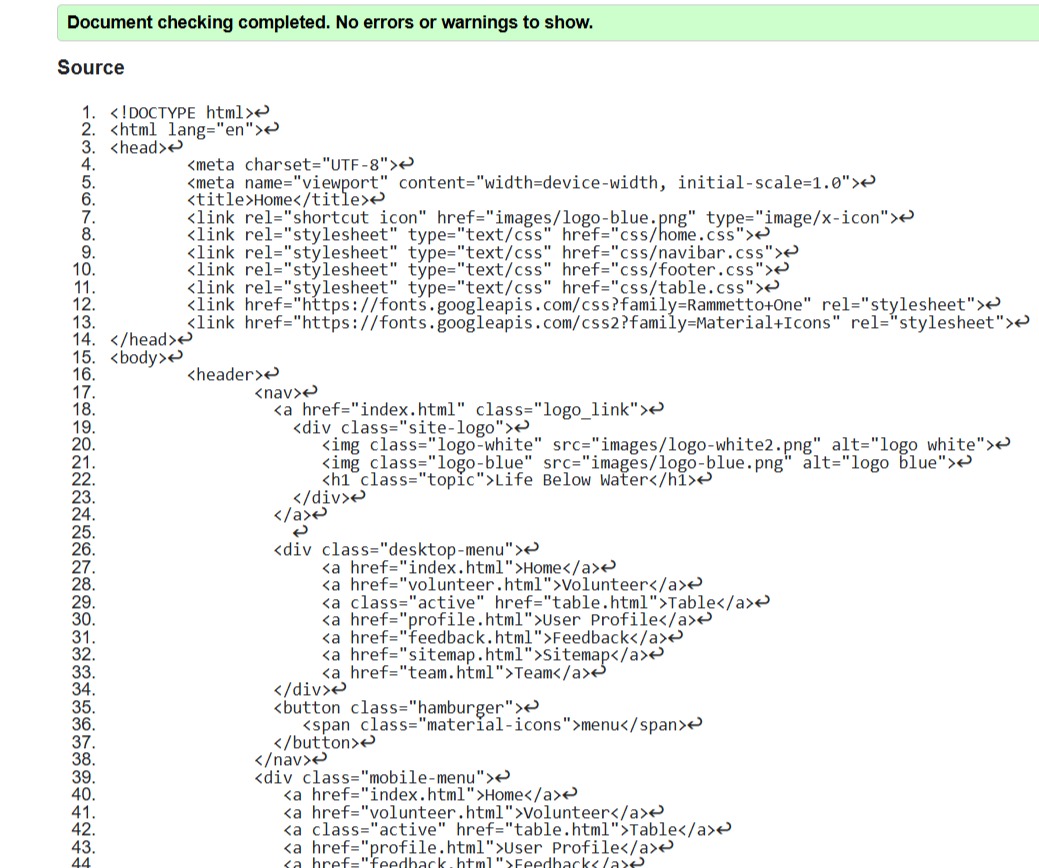 Document checking completed. No errors or warnings to show.
Source
1. <!DOCTYPE html>↩
2. <html lang="en">↩
3. <head>↩
4. <meta charset="UTF-8">↩
5. <meta name="viewport" content="width=device-width, initial-scale=1.0">↩
6. <title>Home</title>↩
7. <link rel="shortcut icon" href="images/logo-blue.png" type="image/x-icon">↩
8. <link rel="stylesheet" type="text/css" href="css/home.css">↩
9. <link rel="stylesheet" type="text/css" href="css/navibar.css">↩
10. <link rel="stylesheet" type="text/css" href="css/footer.css">↩
11. <link rel="stylesheet" type="text/css" href="css/table.css">↩
12. <link href="https://fonts.googleapis.com/css?family=Rammetto+One" rel="stylesheet">↩
13. <link href="https://fonts.googleapis.com/css2?family=Material+Icons" rel="stylesheet">↩
14. </head>↩
15. <body>↩
16. <header>↩
17. <nav>↩
18. <a href="index.html" class="logo_link">↩
19. <div class="site-logo">↩
20. <img class="logo-white" src="images/logo-white2.png" alt="logo white">↩
21. <img class="logo-blue" src="images/logo-blue.png" alt="logo blue">↩
22. <h1 class="topic">Life Below Water</h1>↩
23. </div>↩
24. </a>↩
25. ↩
26. <div class="desktop-menu">↩
27. <a href="index.html">Home</a>↩
28. <a href="volunteer.html">Volunteer</a>↩
29. <a class="active" href="table.html">Table</a>↩
30. <a href="profile.html">User Profile</a>↩
31. <a href="feedback.html">Feedback</a>↩
32. <a href="sitemap.html">Sitemap</a>↩
33. <a href="team.html">Team</a>↩
34. </div>↩
35. <button class="hamburger">↩
36. <span class="material-icons">menu</span>↩
37. </button>↩
38. </nav>↩
39. <div class="mobile-menu">↩
40. <a href="index.html">Home</a>↩
41. <a href="volunteer.html">Volunteer</a>↩
42. <a class="active" href="table.html">Table</a>↩
43. <a href="profile.html">User Profile</a>↩
44. <a href="feedback.html">Feedback</a>↩